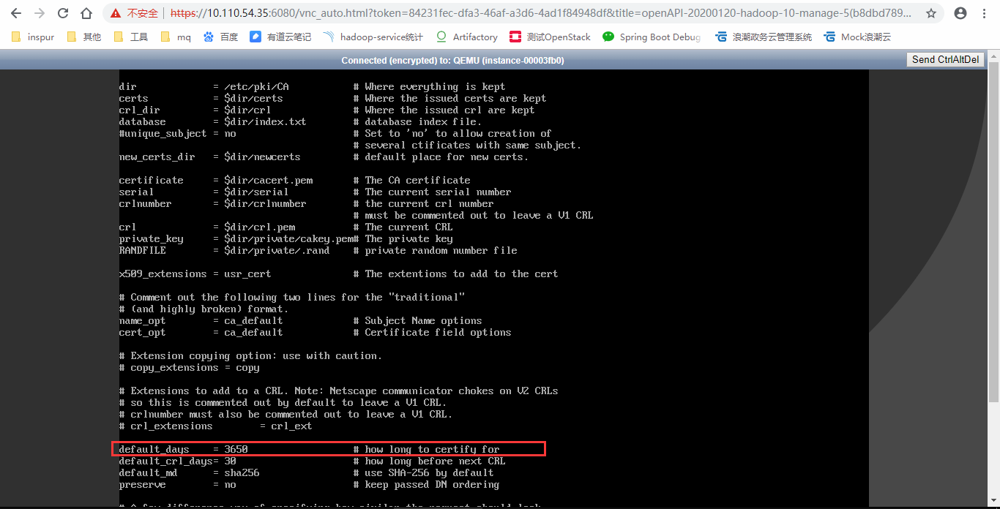 不安全 | https://10.110.54.35:6080/vnc_auto.html?token=84231fec-dfa3-46af-a3d6-4ad1f84948df&title=openAPI-20200120-hadoop-10-manage-5(b8dbd789...
inspur 其他 工具 mq 百度 有道云笔记 hadoop-service统计 Artifactory 测试OpenStack Spring Boot Debug 浪潮政务云管理系统 Mock浪潮云
Connected (encrypted) to: QEMU (instance-00003fb0) Send CtrlAltDel
dir = /etc/pki/CA # Where everything is kept
certs = $dir/certs # Where the issued certs are kept
crl_dir = $dir/crl # Where the issued crl are kept
database = $dir/index.txt # database index file.
#unique_subject = no # Set to 'no' to allow creation of
# several ctificates with same subject.
new_certs_dir = $dir/newcerts # default place for new certs.
certificate = $dir/cacert.pem # The CA certificate
serial = $dir/serial # The current serial number
crlnumber = $dir/crlnumber # the current crl number
# must be commented out to leave a V1 CRL
crl = $dir/crl.pem # The current CRL
private_key = $dir/private/cakey.pem# The private key
RANDFILE = $dir/private/.rand # private random number file
x509_extensions = usr_cert # The extentions to add to the cert
# Comment out the following two lines for the "traditional"
# (and highly broken) format.
name_opt = ca_default # Subject Name options
cert_opt = ca_default # Certificate field options
# Extension copying option: use with caution.
# copy_extensions = copy
# Extensions to add to a CRL. Note: Netscape communicator chokes on V2 CRLs
# so this is commented out by default to leave a V1 CRL.
# crlnumber must also be commented out to leave a V1 CRL.
# crl_extensions = crl_ext
default_days = 3650 # how long to certify for
default_crl_days= 30 # how long before next CRL
default_md = sha256 # use SHA-256 by default
preserve = no # keep passed DN ordering
# A few difference way of specifying how similar the request should look